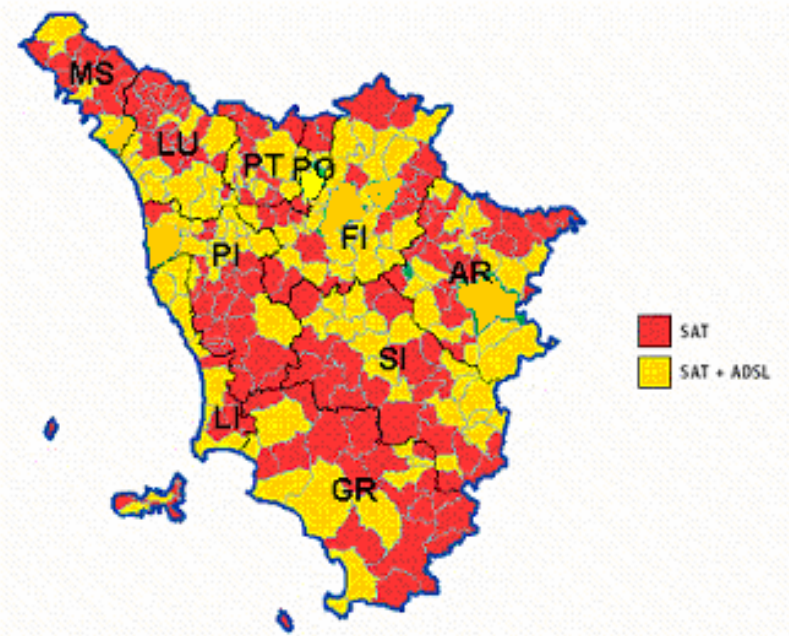 MS
LU
PT
PO
FI
PI
AR
SI
LI
GR
SAT
SAT + ADSL